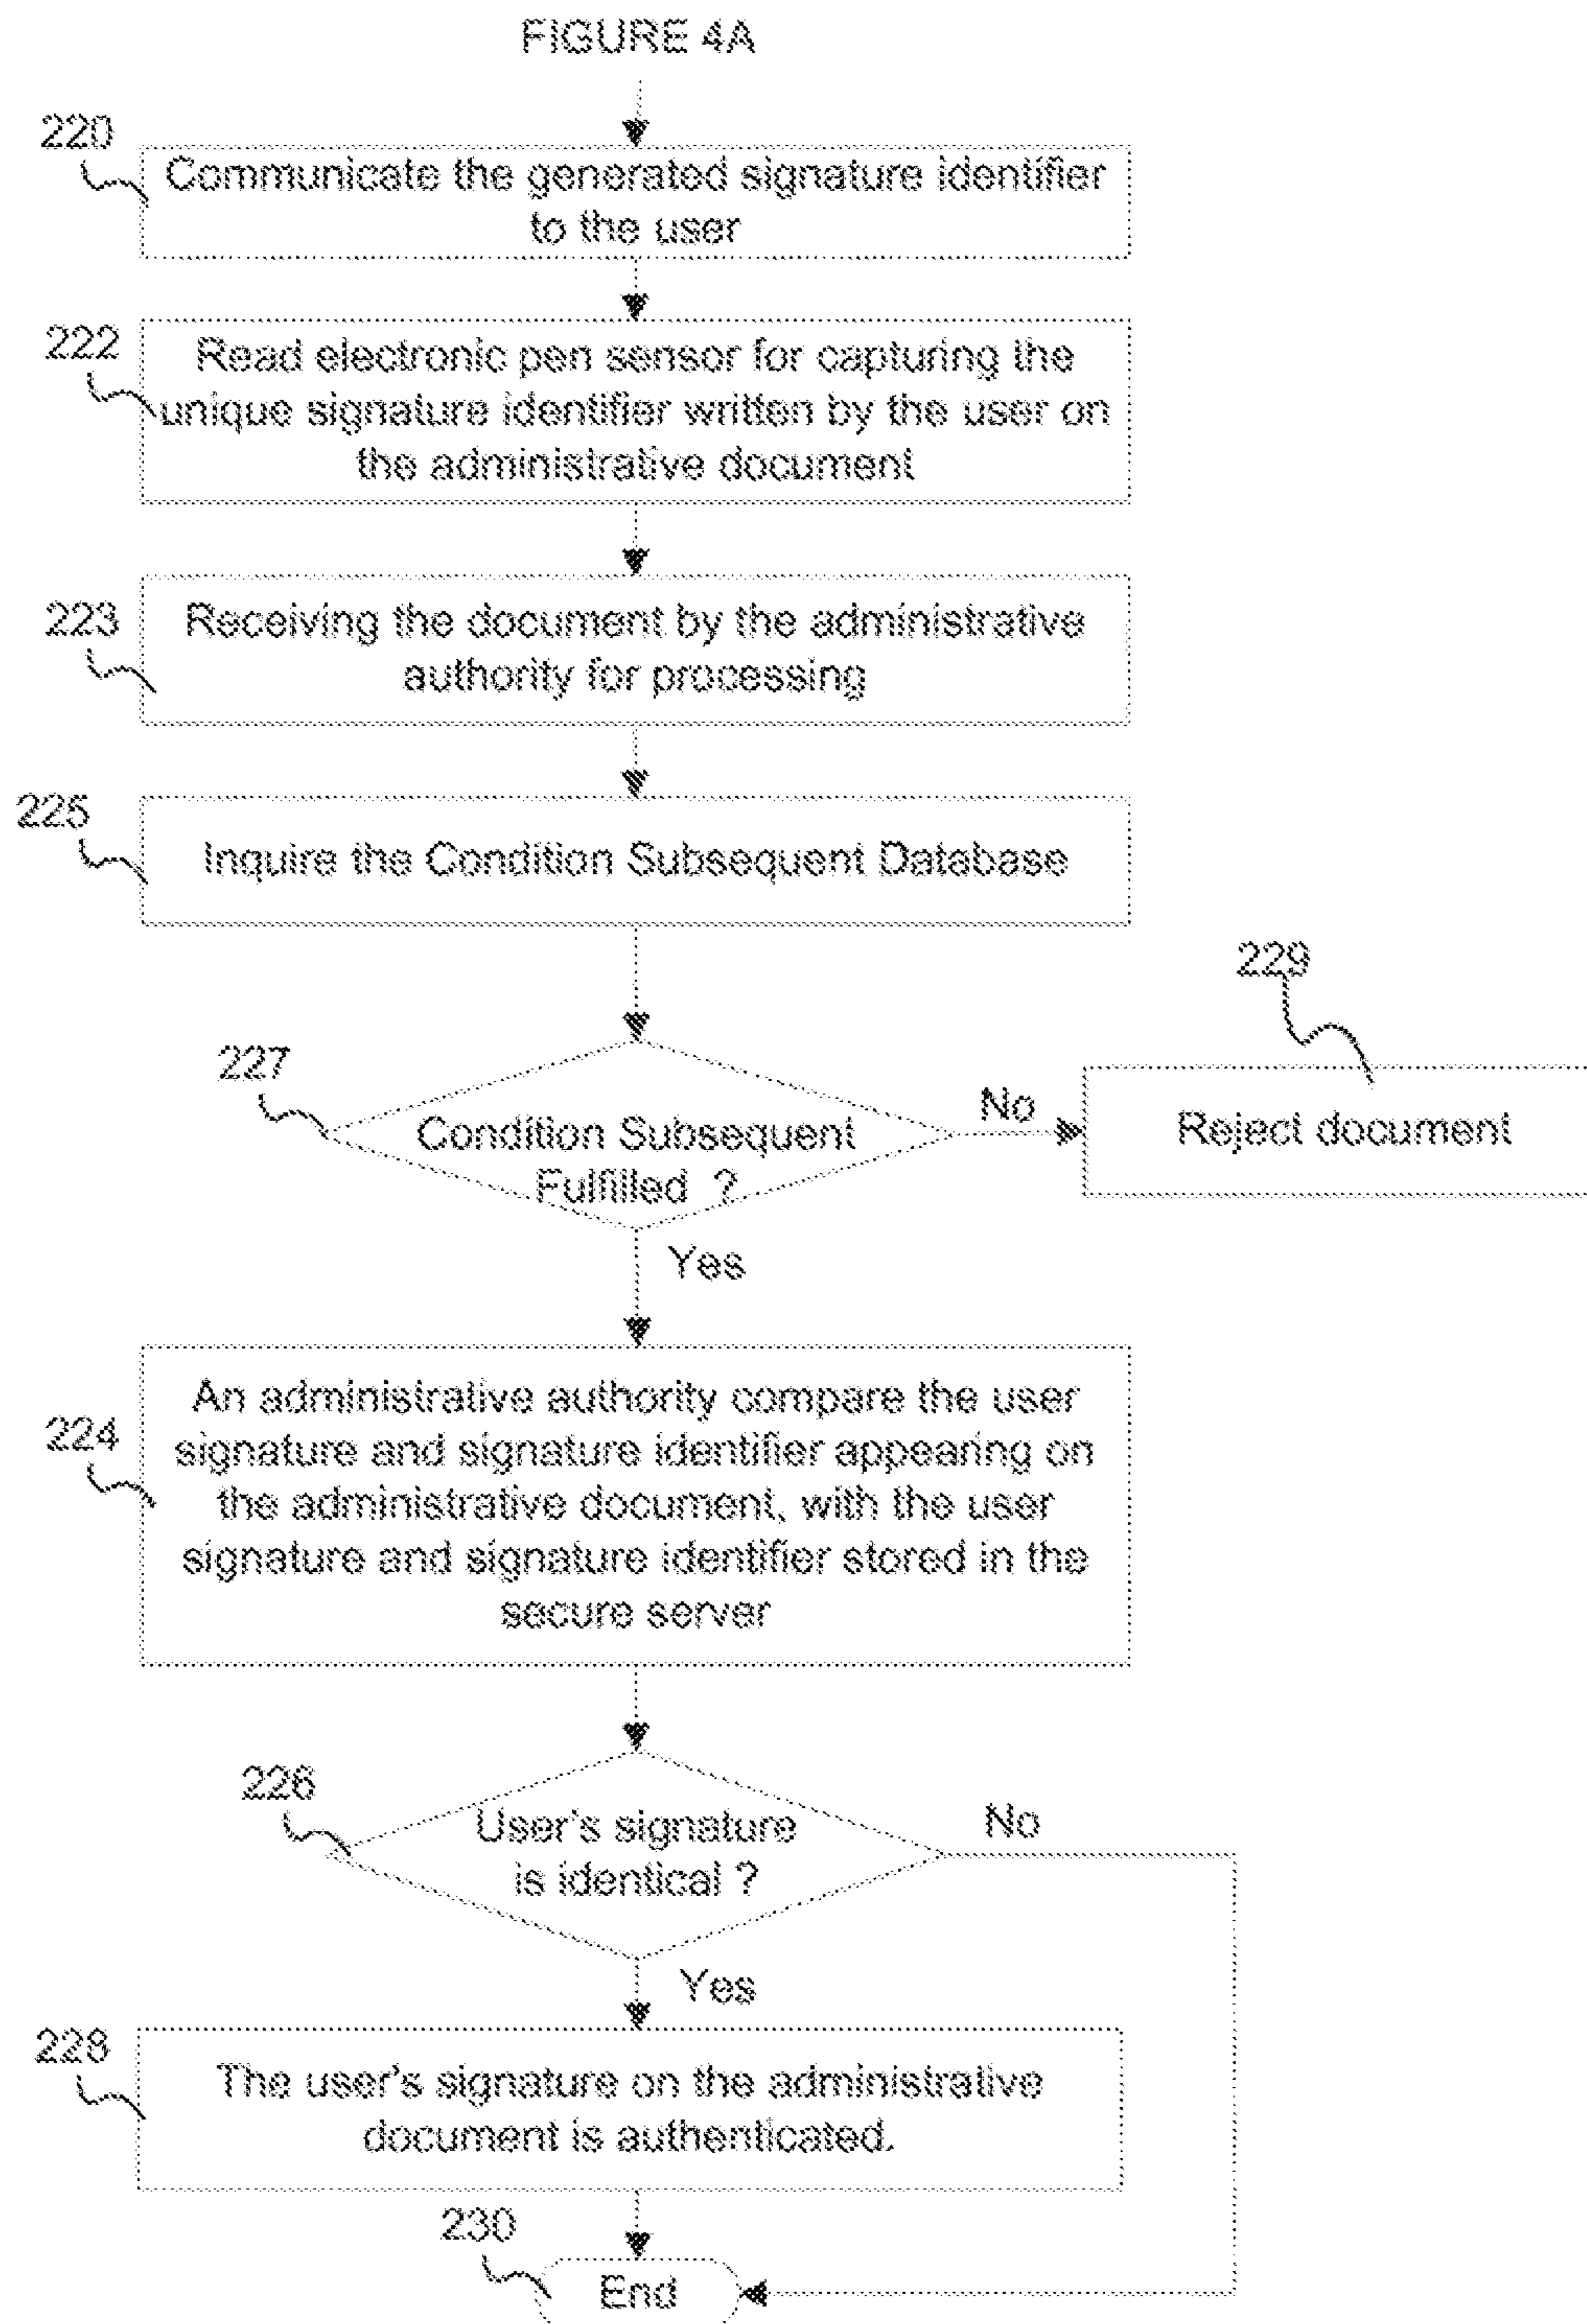 FIGURE 4A
220
Communicate the generated signature identifier
to the user
222
Read electronic pen sensor for capturing the
unique signature identifier written by the user on
the administrative document
223
Receiving the document by the administrative
authority for processing
225
Inquire the Condition Subsequent Database
229
227
Condition Subsequent
Fulfilled ?
No
Reject document
Yes
224
An administrative authority compare the user
signature and signature identifier appearing on
the administrative document, with the user
signature and signature identifier stored in the
secure server
226
User's signature
is identical ?
No
Yes
228
The user's signature on the administrative
document is authenticated.
230
End